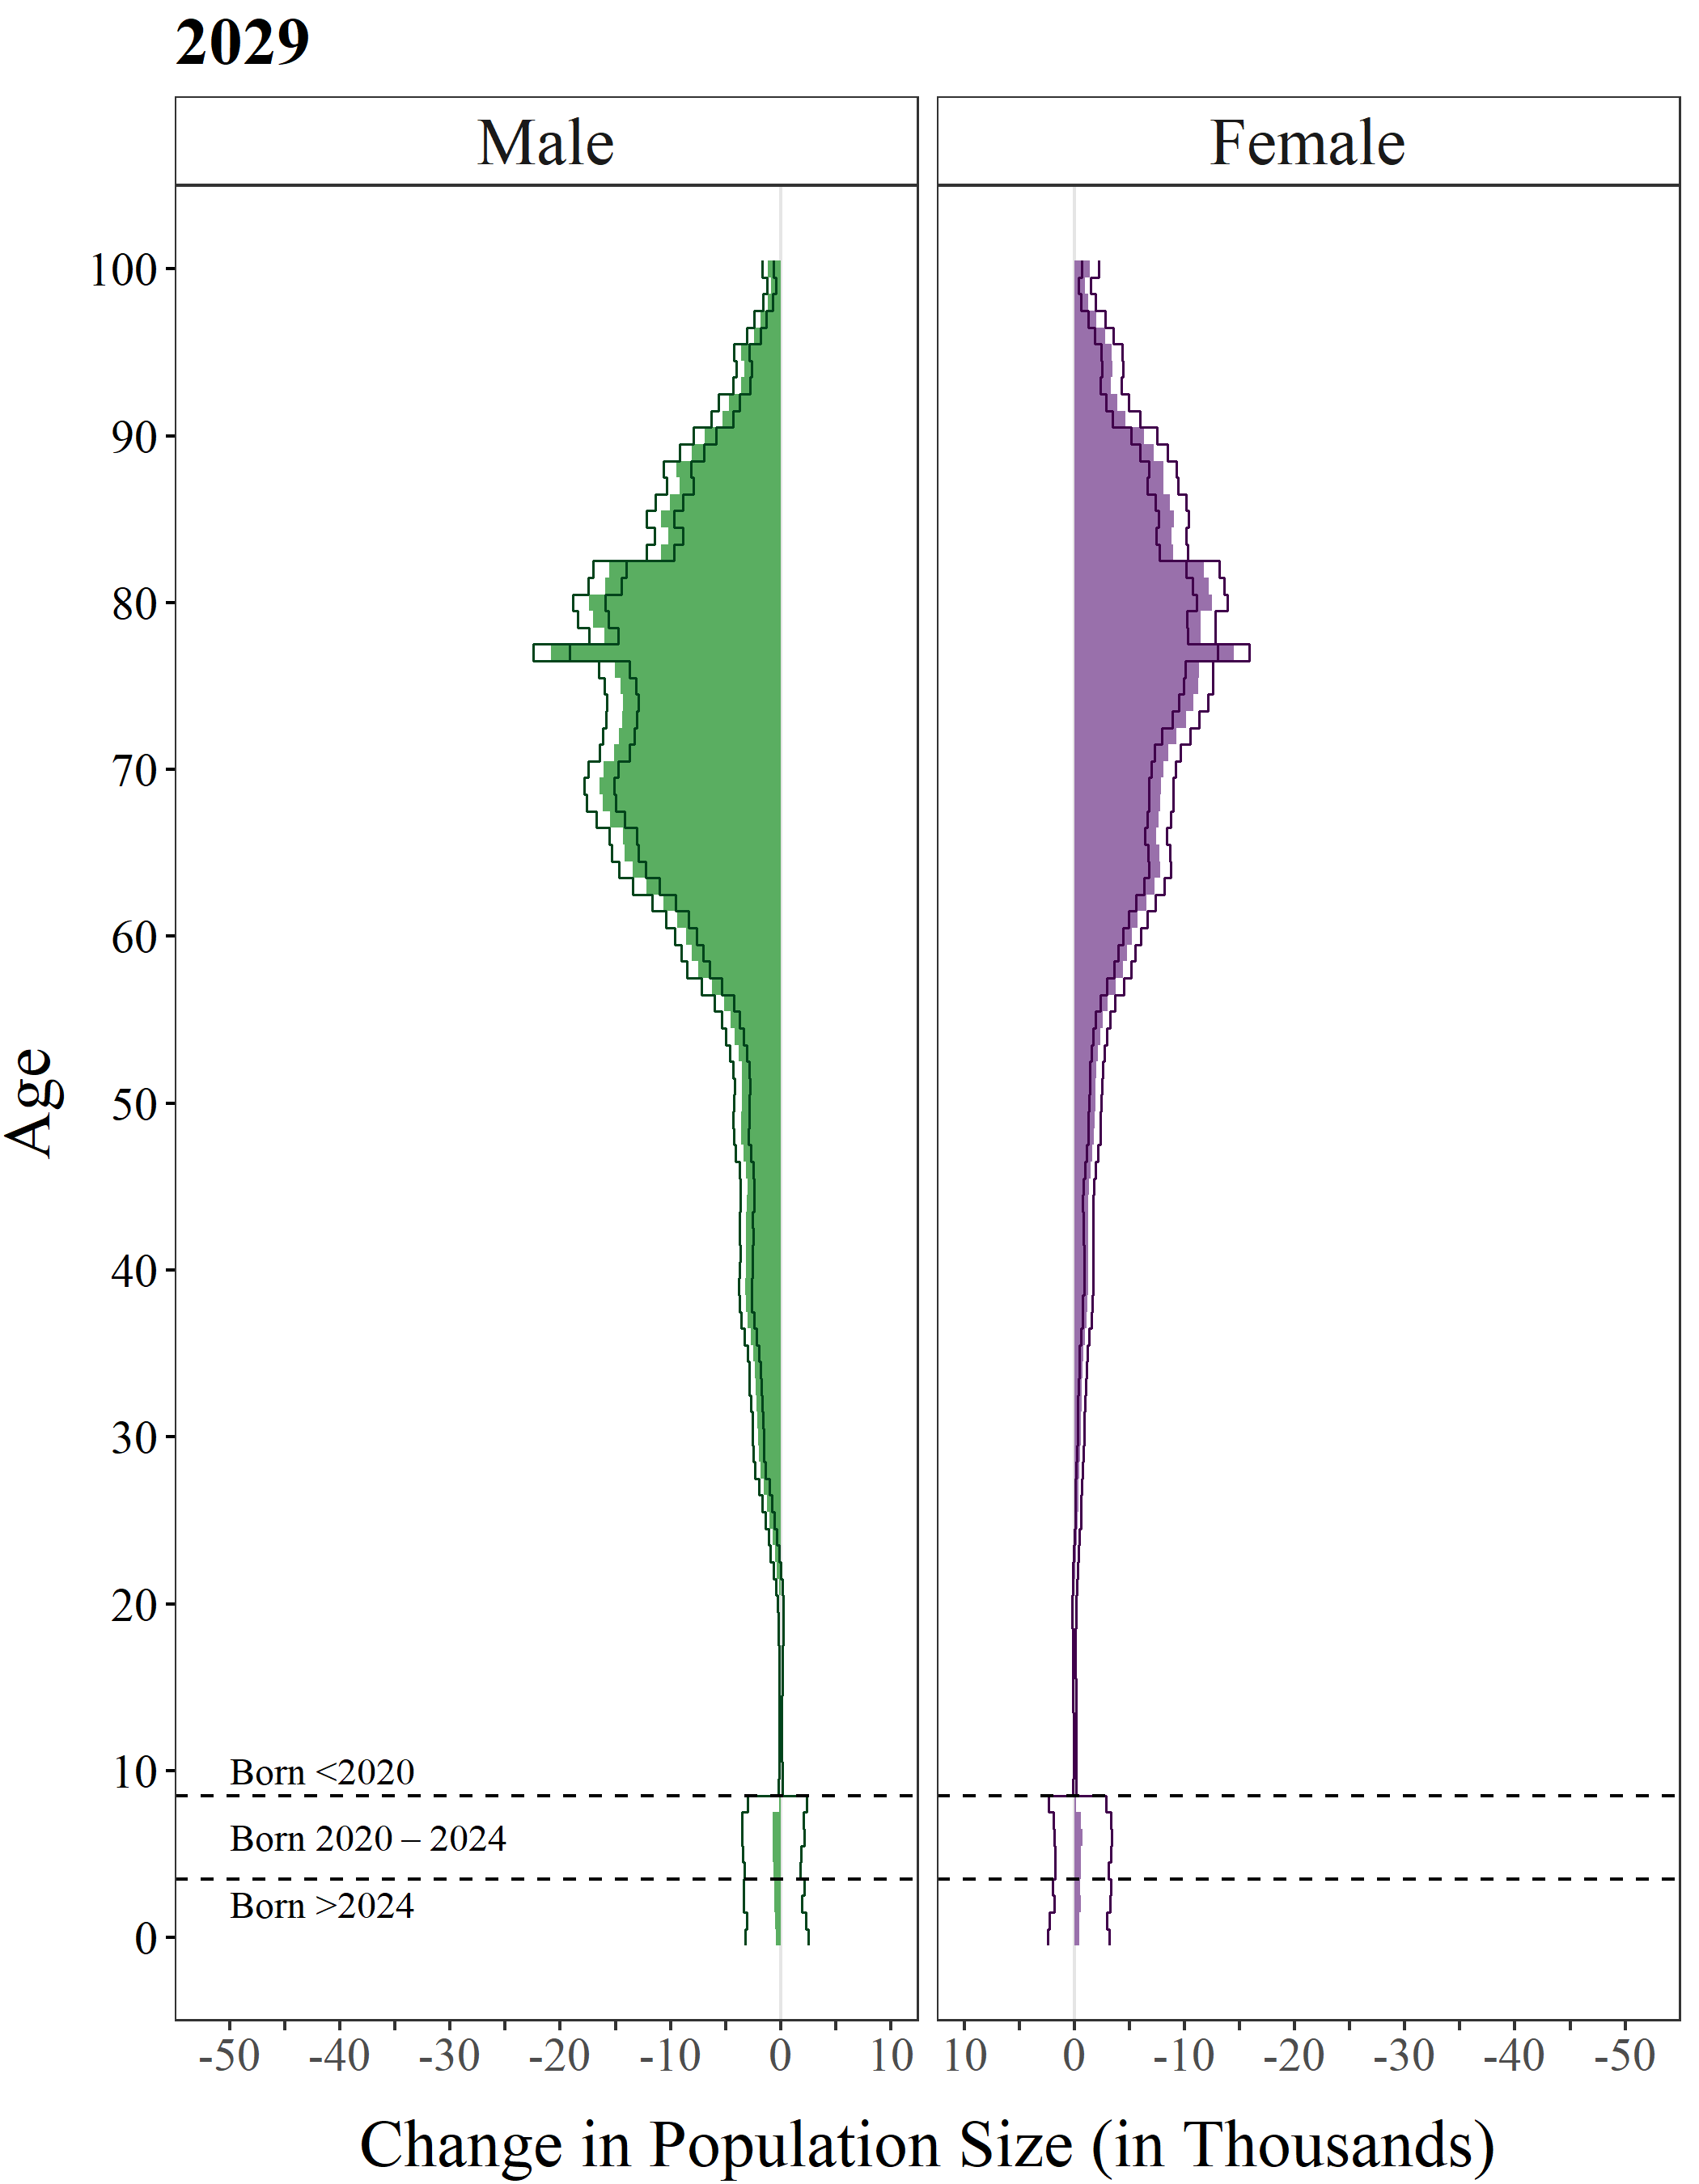 2029
Male
Female
100
90
80
70
60
50
40
30
20
10
0
Age
Born <2020
Born 2020 – 2024
Born >2024
-50 -40 -30 -20 -10 0 10
10 0 -10 -20 -30 -40 -50
Change in Population Size (in Thousands)